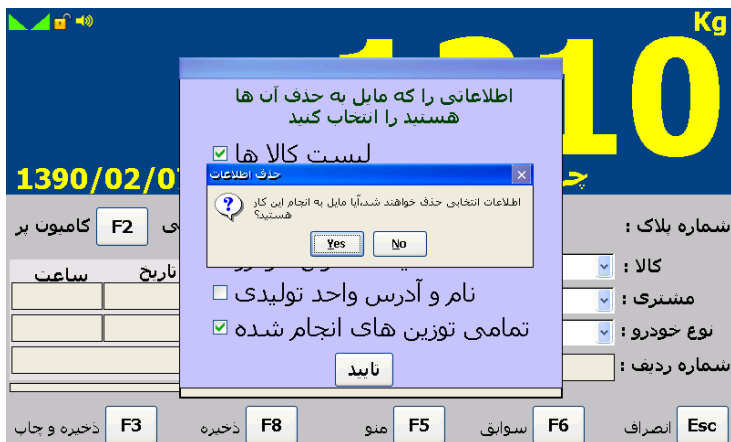 Kg
1390/02/0
اطلاعاتی را که مایل به حذف آن ها
هستید را انتخاب کنید
لیست کالا ها
حذف اطلاعات
اطلاعات انتخابی حذف خواهند شد،آیا مایل به انجام این کار
هستید؟
Yes No
نام و آدرس واحد تولیدی
تمامی توزین های انجام شده
تایید
شماره پلاک :
F2 کامیون پر
کالا :
تاریخ ساعت
مشتری :
نوع خودرو :
شماره ردیف :
Esc انصراف F6 سوابق F5 منو F8 ذخیره F3 ذخیره و چاپ